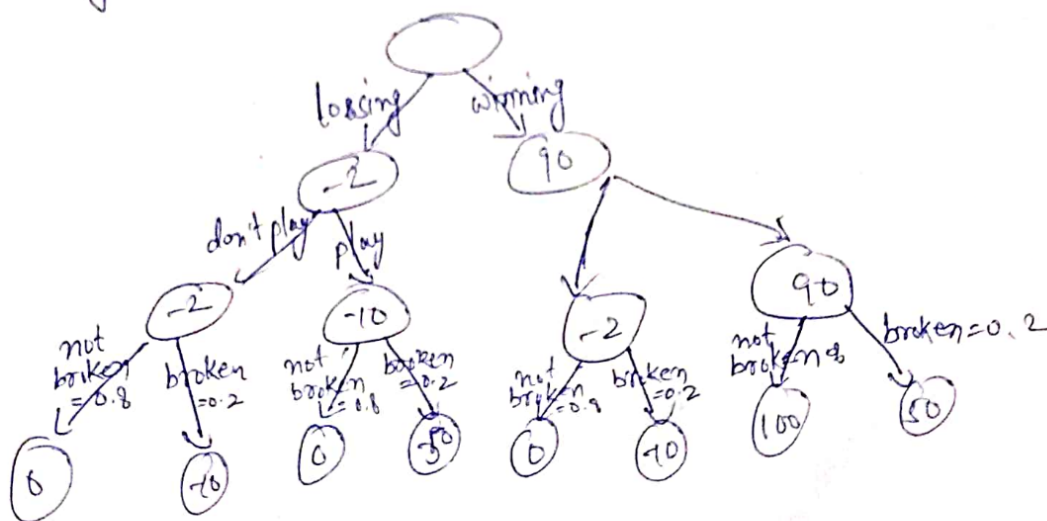 lossing winning
-2 90
don't play play
-2 -10 -2 90
not broken = 0.8 broken = 0.2 not broken = 0.8 broken = 0.2 not broken = 0.8 broken = 0.2 not broken 8 broken = 0.2
0 -10 0 -50 0 -10 100 50